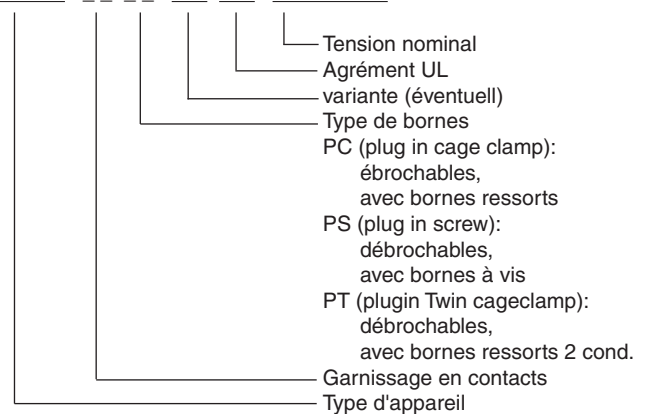 Tension nominal
Agrément UL
variante (éventuell)
Type de bornes
PC (plug in cage clamp):
ébrochables,
avec bornes ressorts
PS (plug in screw):
débrochables,
avec bornes à vis
PT (plugin Twin cageclamp):
débrochables,
avec bornes ressorts 2 cond.
Garnissage en contacts
Type d'appareil